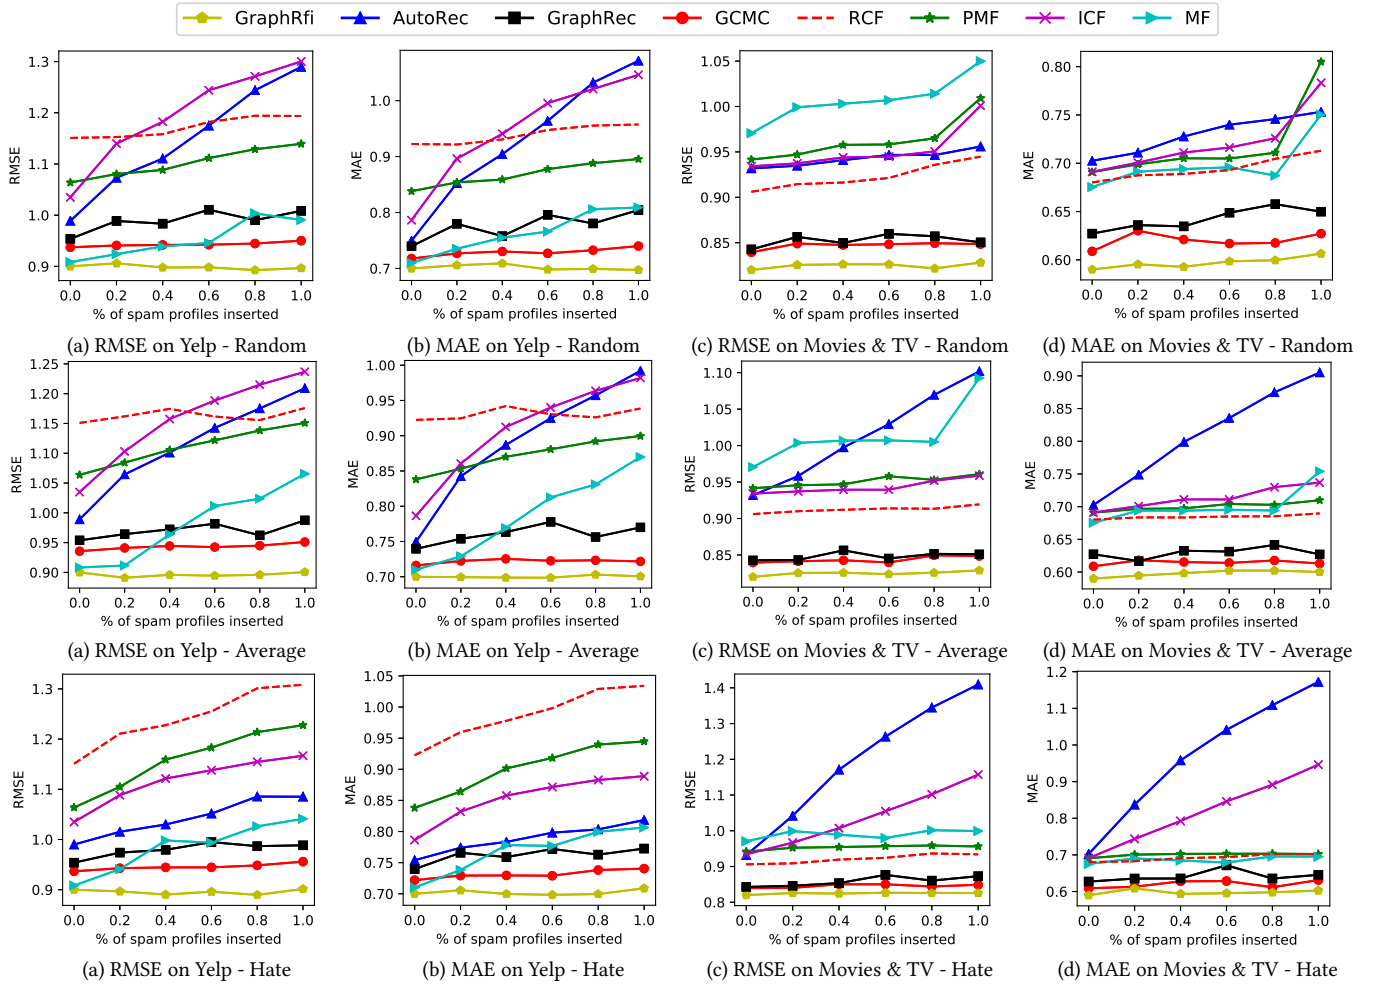 GraphRfi AutoRec GraphRec GCMC RCF PMF ICF MF
RMSE
1.3
1.2
1.1
1.0
0.9
0.0 0.2 0.4 0.6 0.8 1.0
% of spam profiles inserted
(a) RMSE on Yelp - Random
MAE
1.0
0.9
0.8
0.7
0.0 0.2 0.4 0.6 0.8 1.0
% of spam profiles inserted
(b) MAE on Yelp - Random
RMSE
1.05
1.00
0.95
0.90
0.85
0.0 0.2 0.4 0.6 0.8 1.0
% of spam profiles inserted
(c) RMSE on Movies & TV - Random
MAE
0.80
0.75
0.70
0.65
0.60
0.0 0.2 0.4 0.6 0.8 1.0
% of spam profiles inserted
(d) MAE on Movies & TV - Random
RMSE
1.25
1.20
1.15
1.10
1.05
1.00
0.95
0.90
0.0 0.2 0.4 0.6 0.8 1.0
% of spam profiles inserted
(a) RMSE on Yelp - Average
MAE
1.00
0.95
0.90
0.85
0.80
0.75
0.70
0.0 0.2 0.4 0.6 0.8 1.0
% of spam profiles inserted
(b) MAE on Yelp - Average
RMSE
1.10
1.05
1.00
0.95
0.90
0.85
0.0 0.2 0.4 0.6 0.8 1.0
% of spam profiles inserted
(c) RMSE on Movies & TV - Average
MAE
0.90
0.85
0.80
0.75
0.70
0.65
0.60
0.0 0.2 0.4 0.6 0.8 1.0
% of spam profiles inserted
(d) MAE on Movies & TV - Average
RMSE
1.3
1.2
1.1
1.0
0.9
0.0 0.2 0.4 0.6 0.8 1.0
% of spam profiles inserted
(a) RMSE on Yelp - Hate
MAE
1.05
1.00
0.95
0.90
0.85
0.80
0.75
0.70
0.0 0.2 0.4 0.6 0.8 1.0
% of spam profiles inserted
(b) MAE on Yelp - Hate
RMSE
1.4
1.3
1.2
1.1
1.0
0.9
0.8
0.0 0.2 0.4 0.6 0.8 1.0
% of spam profiles inserted
(c) RMSE on Movies & TV - Hate
MAE
1.2
1.1
1.0
0.9
0.8
0.7
0.6
0.0 0.2 0.4 0.6 0.8 1.0
% of spam profiles inserted
(d) MAE on Movies & TV - Hate